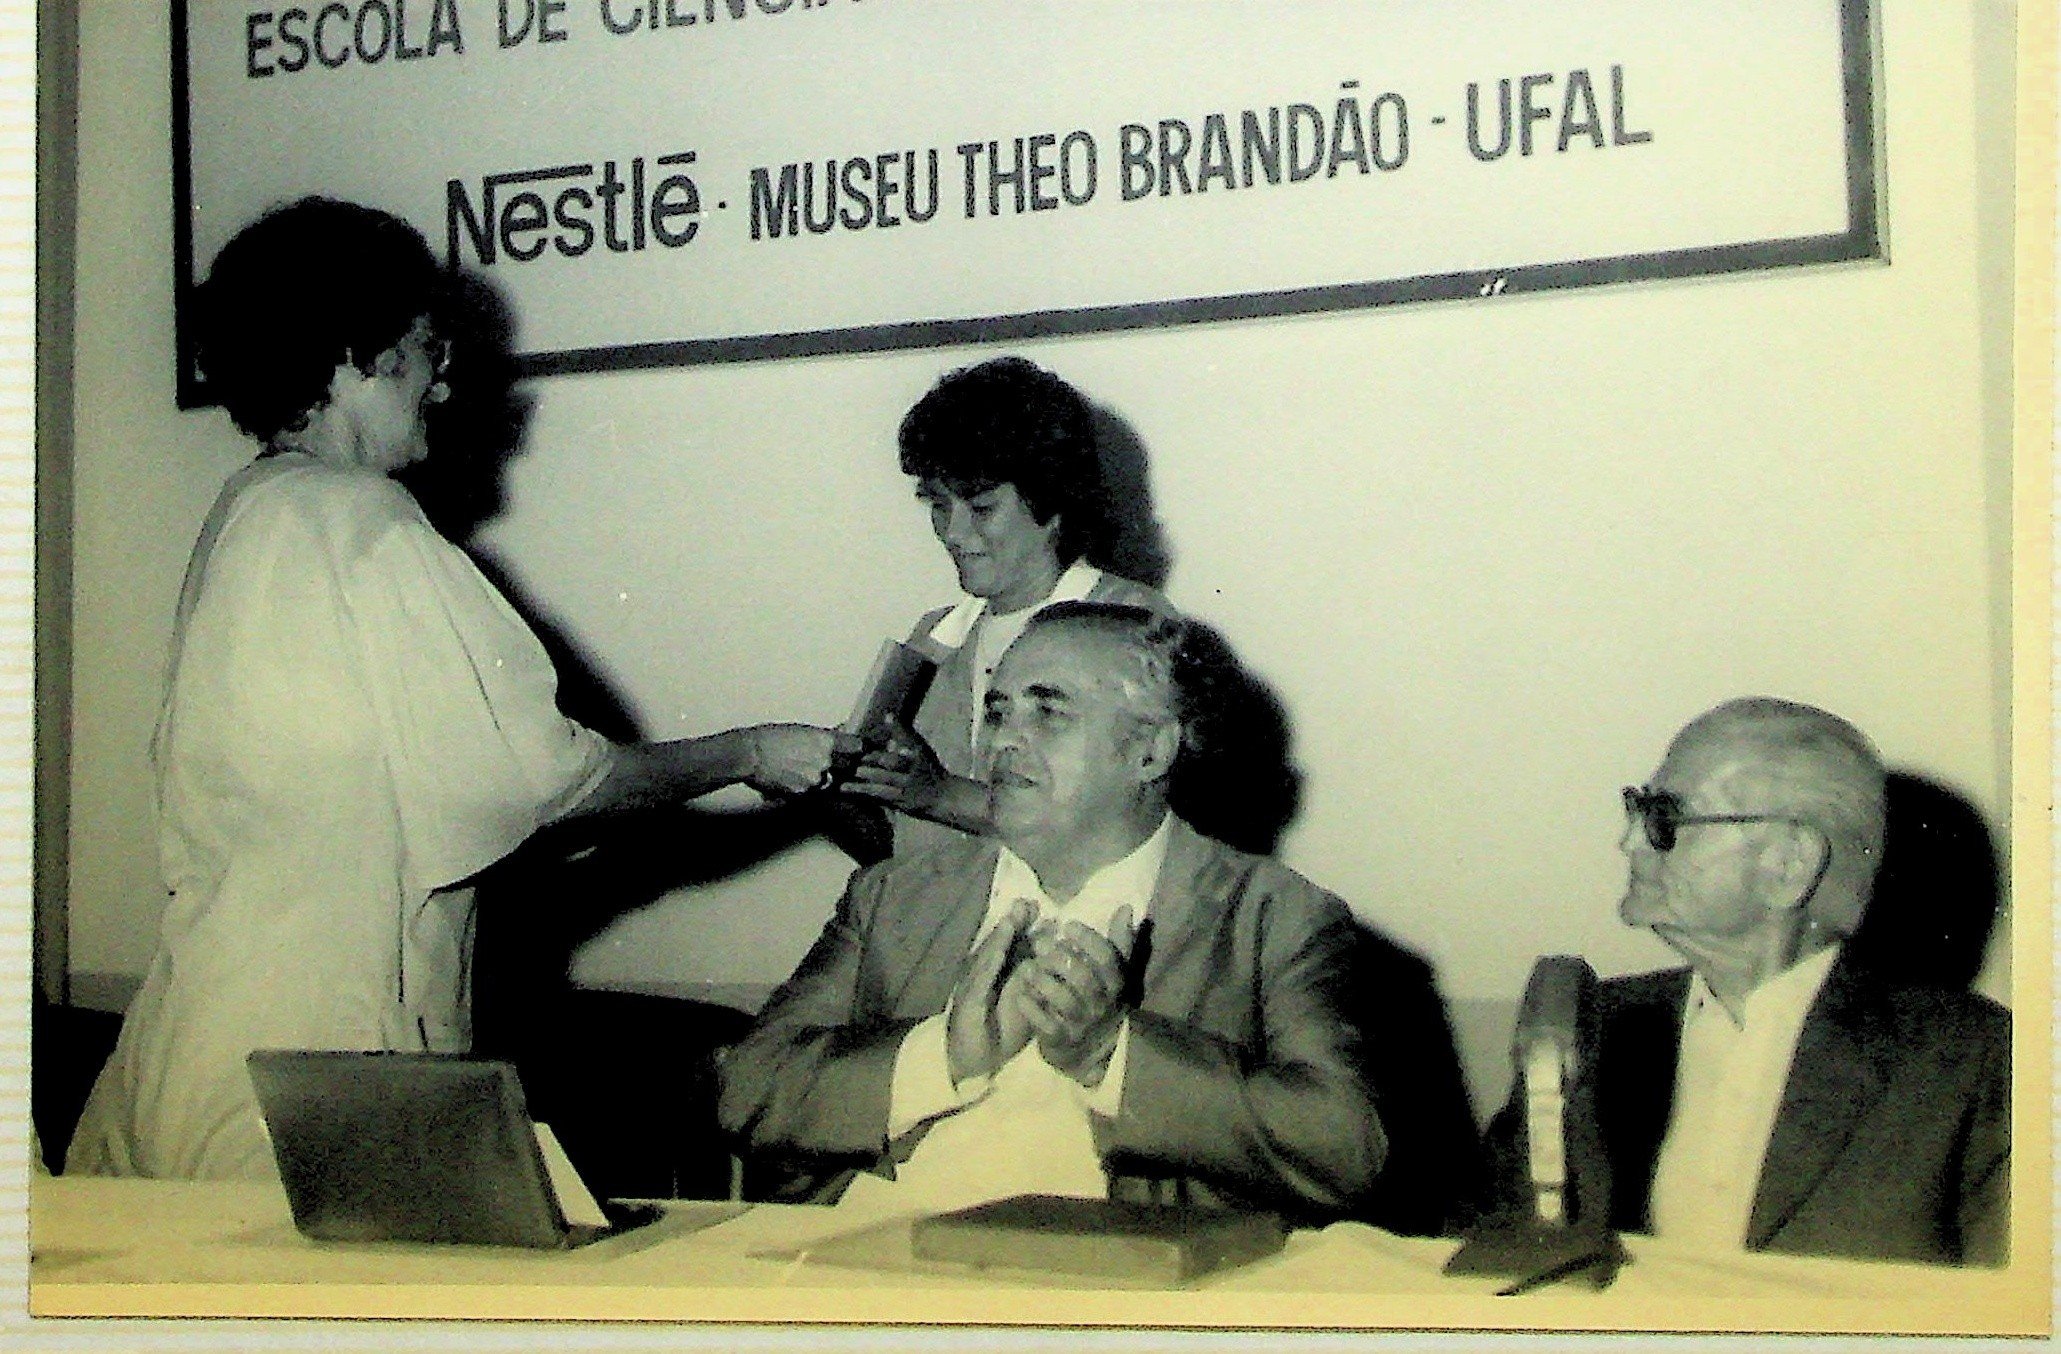 ESCOLA DE
Nestlé · MUSEU THEO BRANDÃO - UFAL